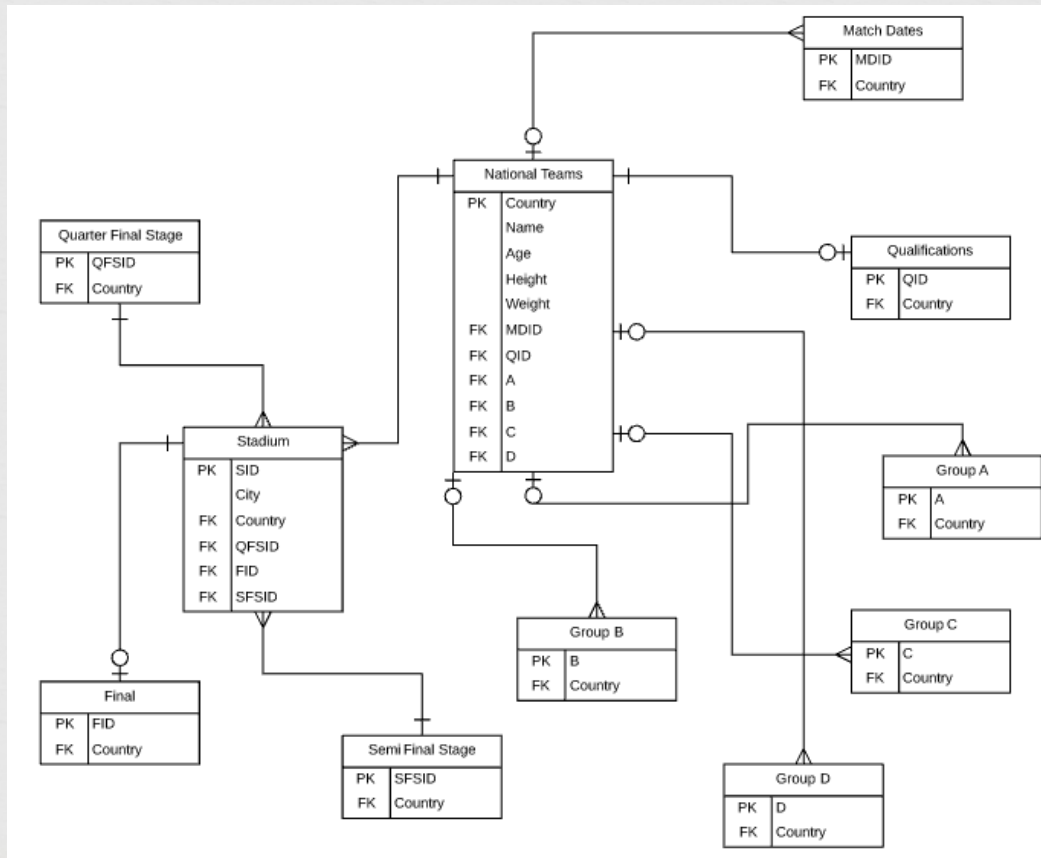 Match Dates
PK MDID
FK Country
National Teams
PK Country
Name
Age
Height
Weight
FK MDID
FK QID
FK A
FK B
FK C
FK D
Quarter Final Stage
PK QFSID
FK Country
Qualifications
PK QID
FK Country
Stadium
PK SID
City
FK Country
FK QFSID
FK FID
FK SFSID
Group A
PK A
FK Country
Group B
PK B
FK Country
Group C
PK C
FK Country
Final
PK FID
FK Country
Semi Final Stage
PK SFSID
FK Country
Group D
PK D
FK Country